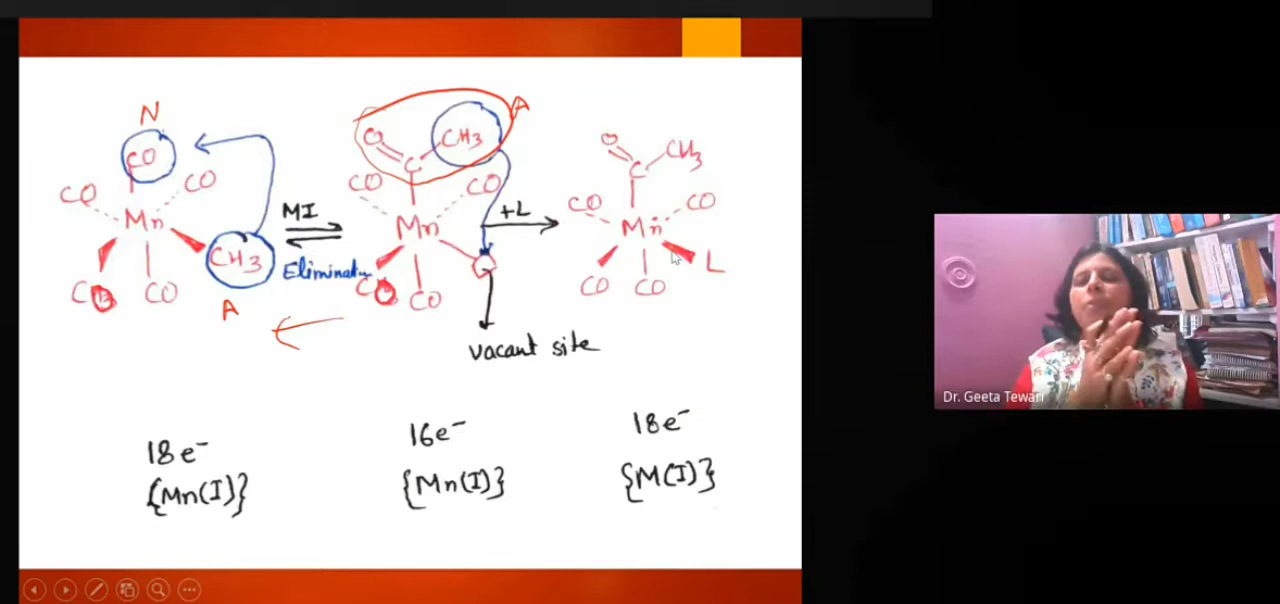 N
CO
CO
CO
Mn
CO
CO
CH3
A
MI
Elimination
O
CH3
A
C
CO
CO
Mn
CO
CO
vacant site
+L
O
CH3
C
CO
CO
Mn
CO
CO
L
18e⁻
{Mn(I)}
16e⁻
{Mn(I)}
18e⁻
{M(I)}
Dr. Geeta Tewari